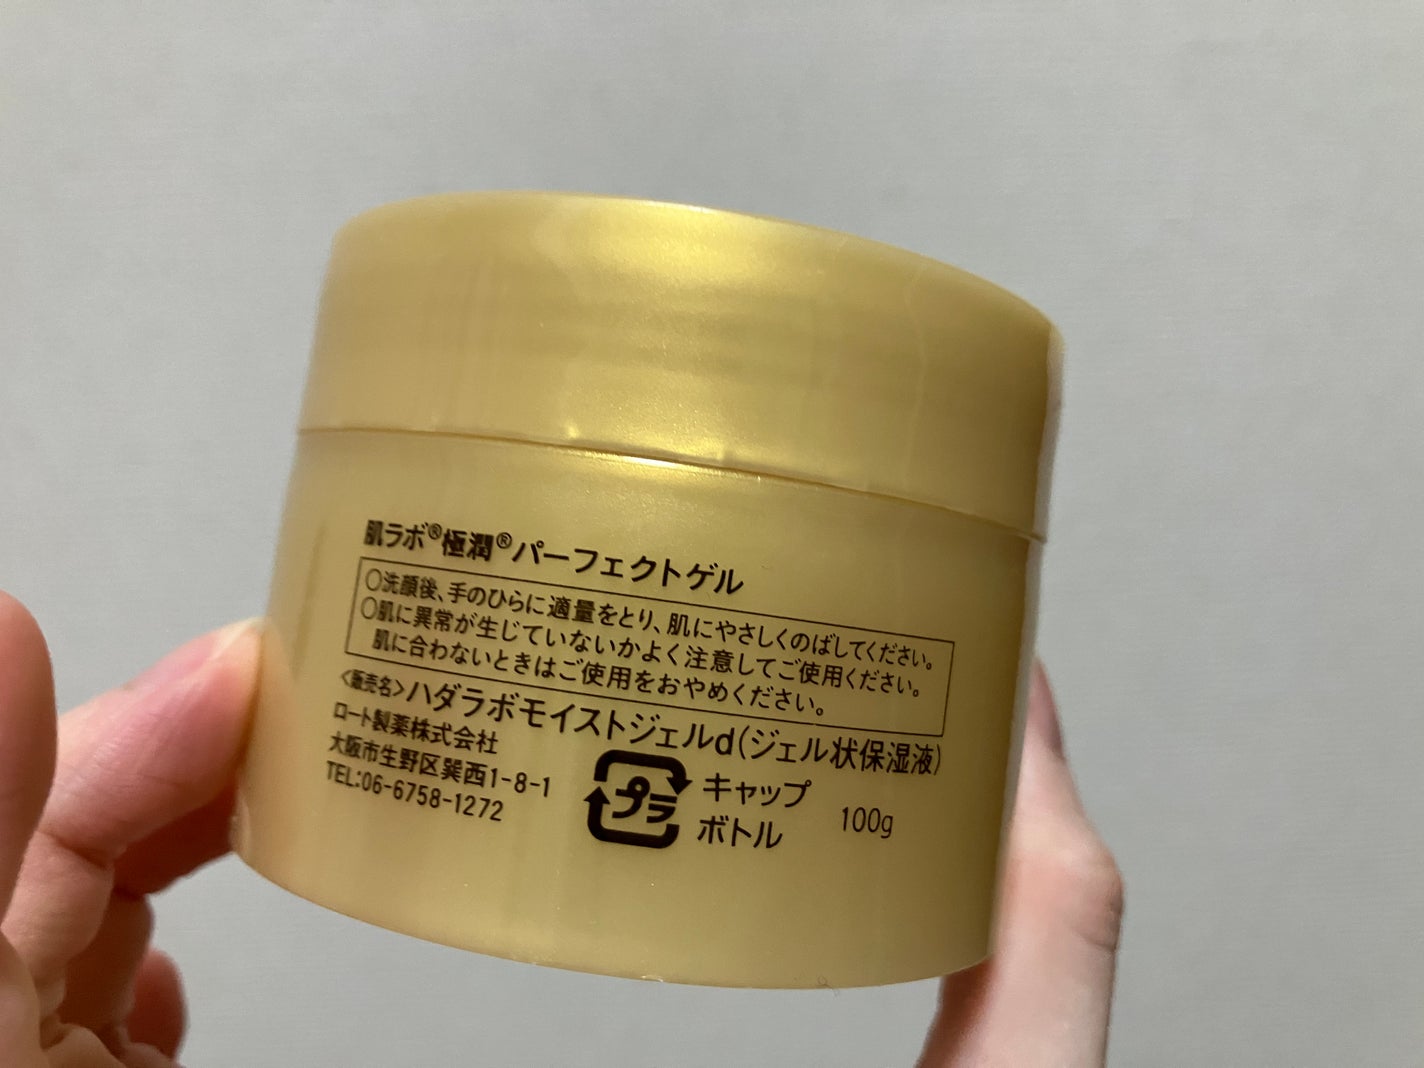 肌ラボ®極潤®パーフェクトゲル
○洗顔後、手のひらに適量をとり、肌にやさしくのばしてください。
○肌に異常が生じていないかよく注意してご使用ください。
肌に合わないときはご使用をおやめください。
<販売名>ハダラボモイストジェルd(ジェル状保湿液)
ロート製薬株式会社
大阪市生野区巽西1-8-1
TEL:06-6758-1272
プラ
キャップ
ボトル
100g